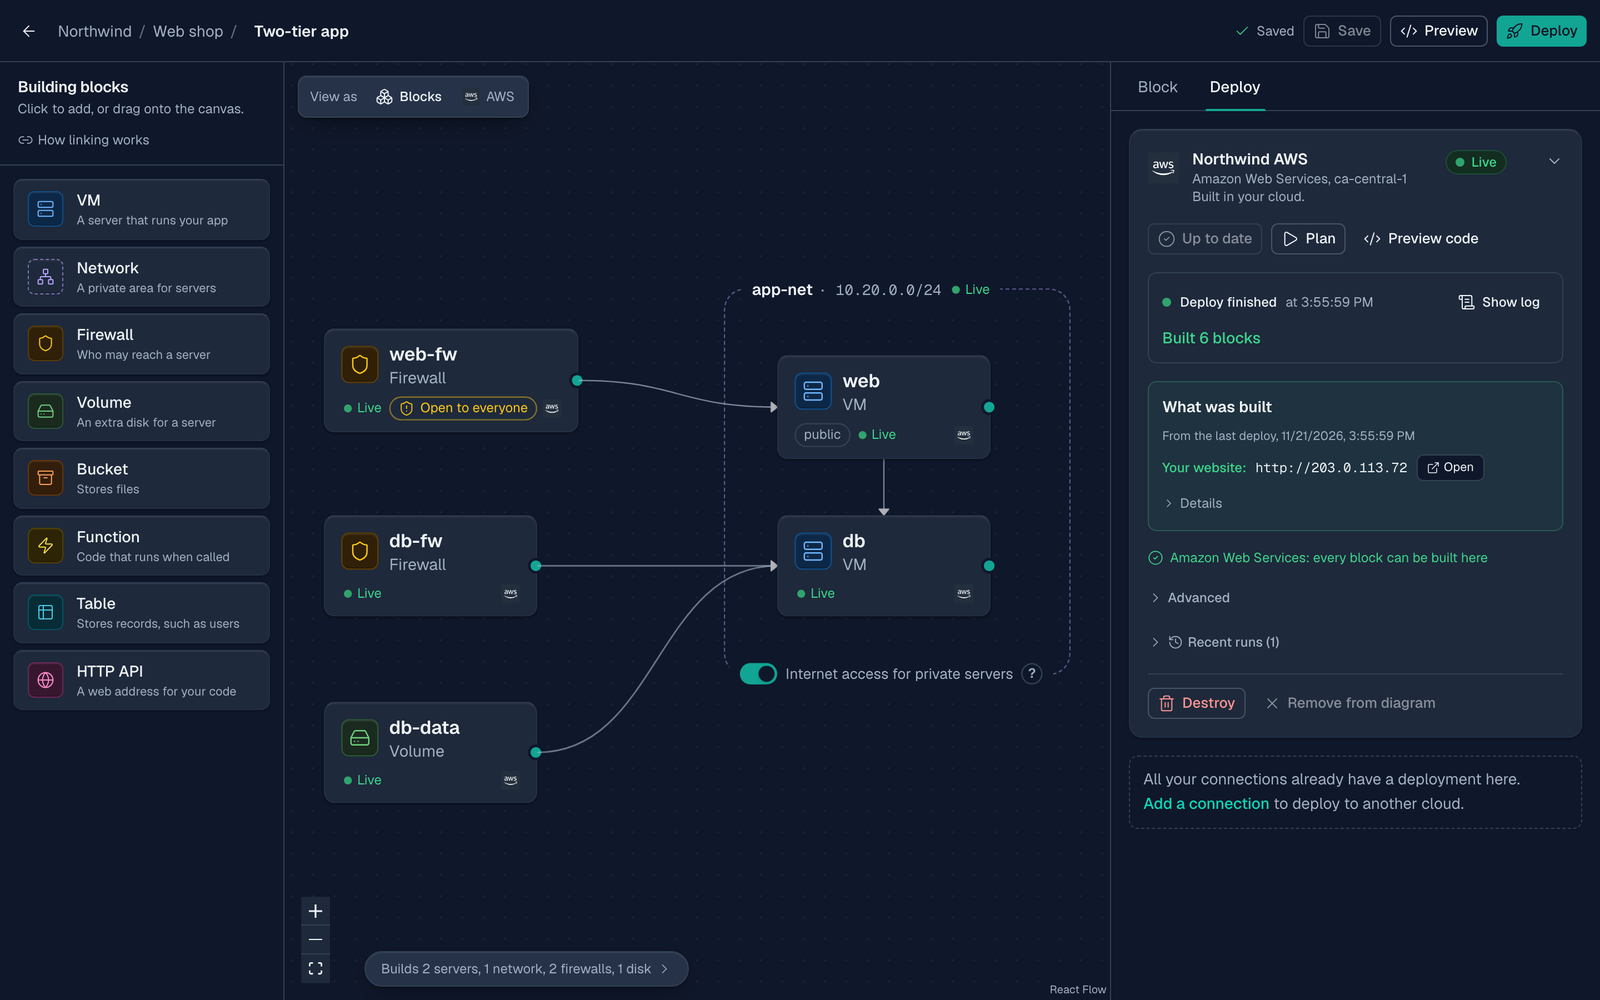 Northwind / Web shop / Two-tier app
Saved
Save
Preview
Deploy
Building blocks
Click to add, or drag onto the canvas.
How linking works
VM
A server that runs your app
Network
A private area for servers
Firewall
Who may reach a server
Volume
An extra disk for a server
Bucket
Stores files
Function
Code that runs when called
Table
Stores records, such as users
HTTP API
A web address for your code
View as
Blocks
aws AWS
app-net · 10.20.0.0/24 Live
web-fw
Firewall
Live
Open to everyone
aws
web
VM
public
Live
aws
db-fw
Firewall
Live
aws
db
VM
Live
aws
Internet access for private servers ?
db-data
Volume
Live
aws
Builds 2 servers, 1 network, 2 firewalls, 1 disk
React Flow
Block
Deploy
aws
Northwind AWS
Live
Amazon Web Services, ca-central-1
Built in your cloud.
Up to date
Plan
Preview code
Deploy finished at 3:55:59 PM
Show log
Built 6 blocks
What was built
From the last deploy, 11/21/2026, 3:55:59 PM
Your website: http://203.0.113.72
Open
Details
Amazon Web Services: every block can be built here
Advanced
Recent runs (1)
Destroy
Remove from diagram
All your connections already have a deployment here.
Add a connection to deploy to another cloud.